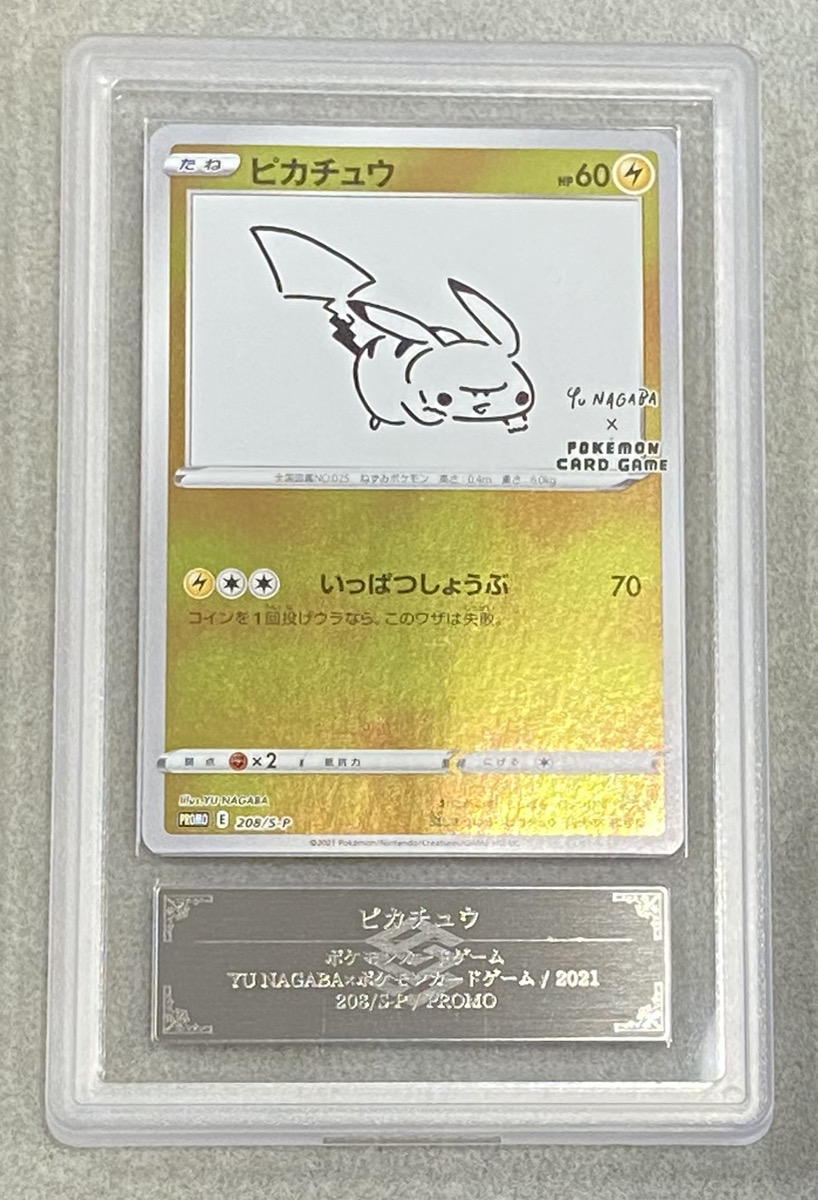 たね ピカチュウ HP60
YU NAGABA
×
POKÉMON
CARD GAME
全国図鑑NO.025 ねずみポケモン 高さ:0.4m 重さ:6.0kg
いっぱつしょうぶ 70
コインを1回投げウラなら、このワザは失敗。
弱点 ×2 抵抗力 にげる
illus.YU NAGABA
PROMO E 208/S-P
©2021 Pokémon/Nintendo/Creatures/GAME FREAK
ピカチュウ
ポケモンカードゲーム
YU NAGABA×ポケモンカードゲーム / 2021
208/S-P / PROMO